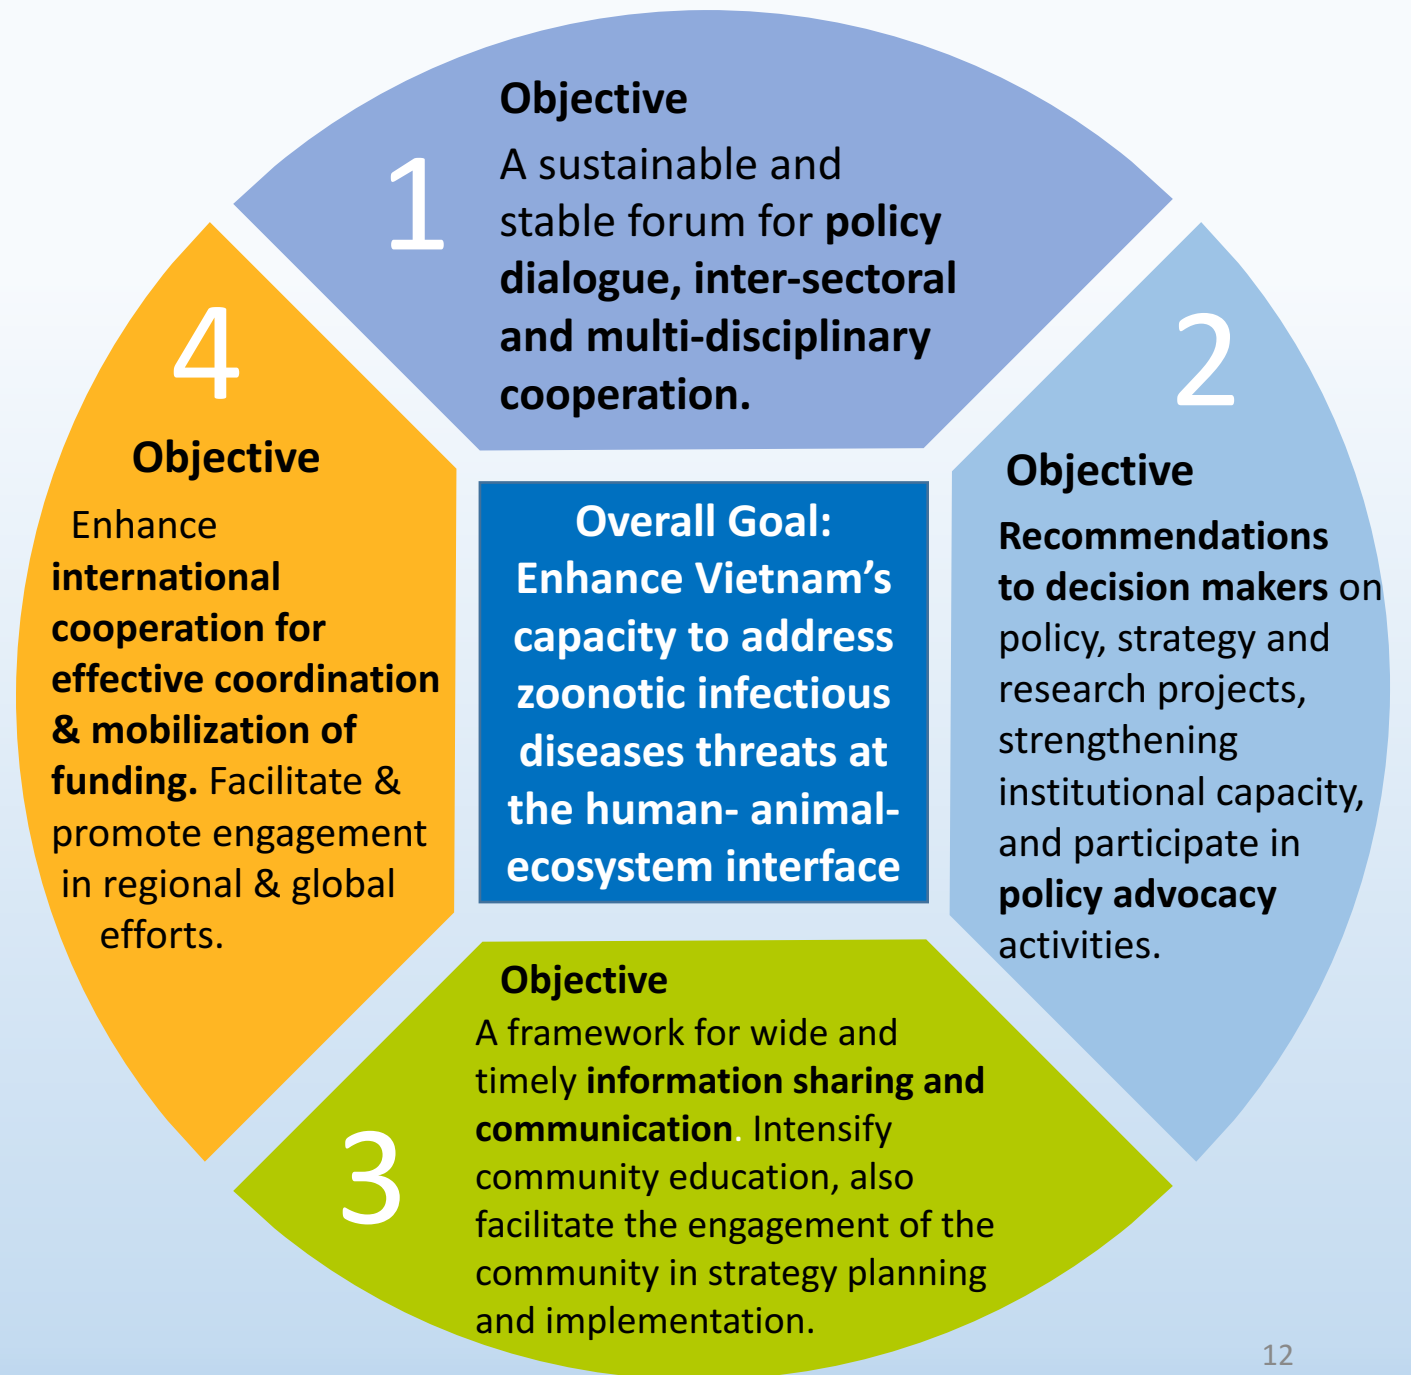 1
Objective
A sustainable and
stable forum for policy
dialogue, inter-sectoral
and multi-disciplinary
cooperation.
2
Objective
Recommendations
to decision makers on
policy, strategy and
research projects,
strengthening
institutional capacity,
and participate in
policy advocacy
activities.
3
Objective
A framework for wide and
timely information sharing and
communication. Intensify
community education, also
facilitate the engagement of the
community in strategy planning
and implementation.
4
Objective
Enhance
international
cooperation for
effective coordination
& mobilization of
funding. Facilitate &
promote engagement
in regional & global
efforts.
Overall Goal:
Enhance Vietnam’s
capacity to address
zoonotic infectious
diseases threats at
the human- animal-
ecosystem interface
12